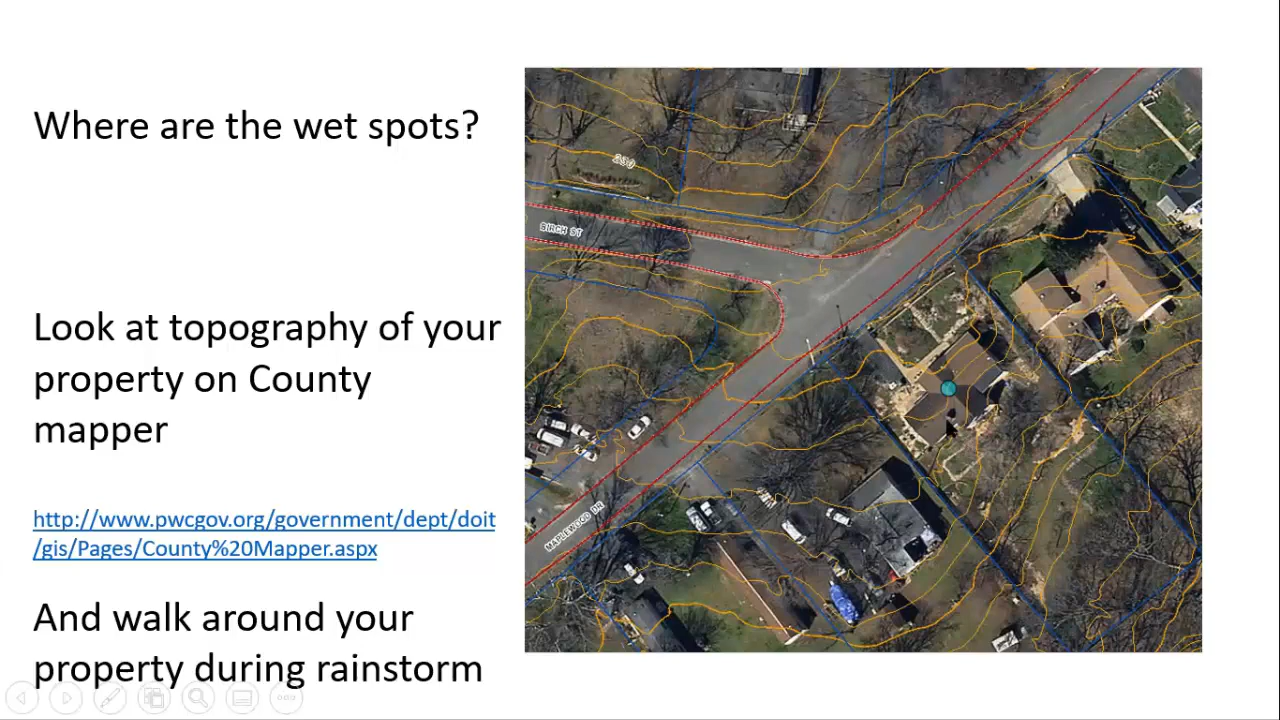 Where are the wet spots?
Look at topography of your
property on County
mapper
http://www.pwcgov.org/government/dept/doit
/gis/Pages/County%20Mapper.aspx
And walk around your
property during rainstorm
230
BIRCH ST
MAPLEWOOD DR